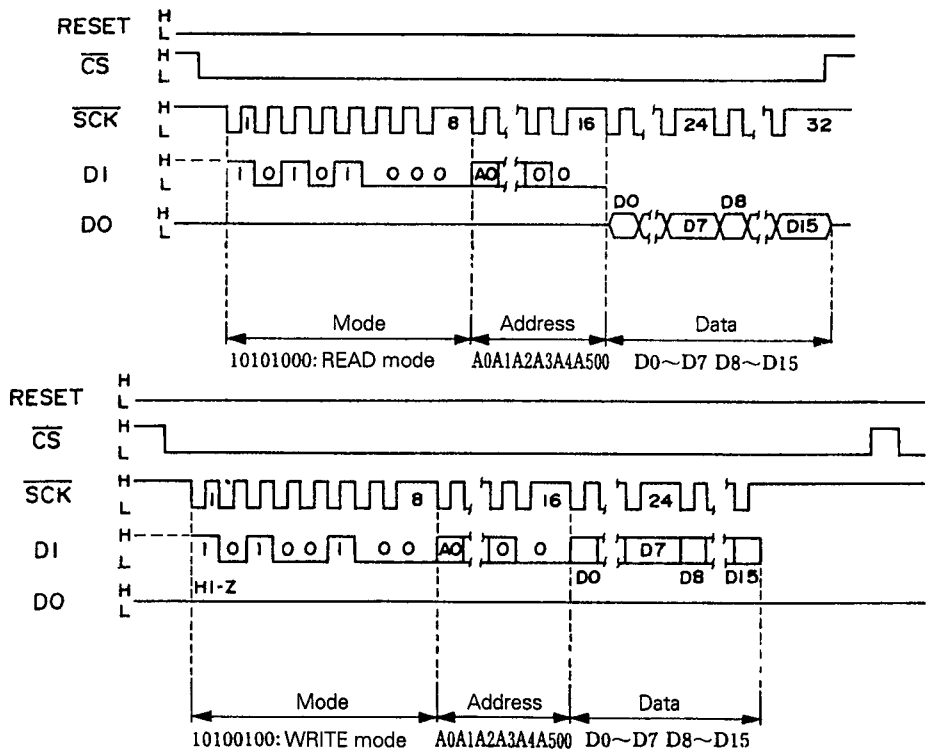 RESET H L
CS H L
SCK H L 1 8 16 24 32
DI H L 1 0 1 0 1 0 0 0 A0 0 0
DO H L D0 D7 D8 D15
Mode Address Data
10101000: READ mode A0A1A2A3A4A500 D0~D7 D8~D15
RESET H L
CS H L
SCK H L 1 8 16 24
DI H L 1 0 1 0 0 1 0 0 A0 0 0 D0 D7 D8 D15
HI-Z
DO H L
Mode Address Data
10100100: WRITE mode A0A1A2A3A4A500 D0~D7 D8~D15